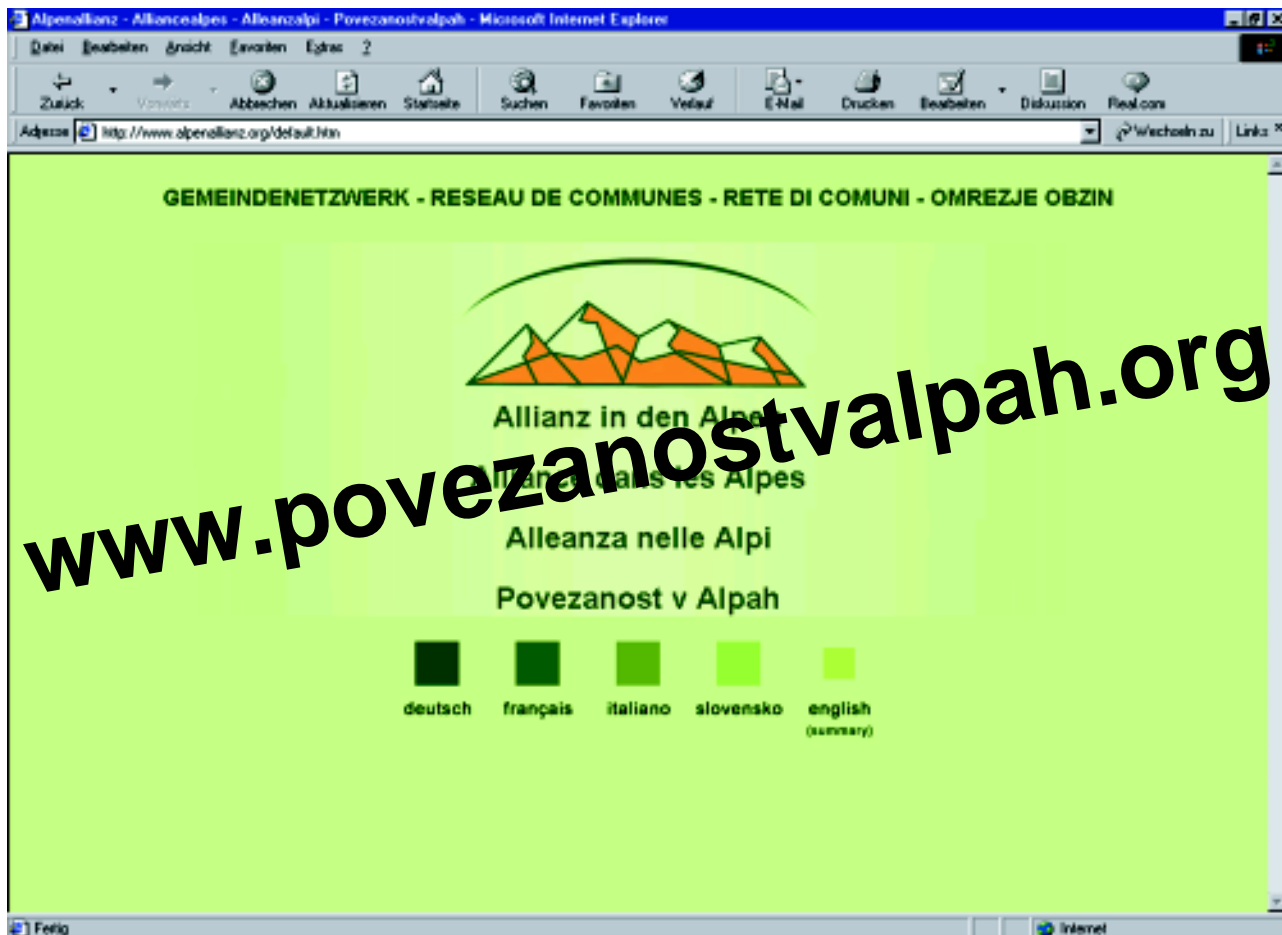 Alpenallianz - Alliancealpes - Alleanzalpi - Povezanostvalpah - Microsoft Internet Explorer
Datei Bearbeiten Ansicht Favoriten Extras ?
Zurück Vorwärts Abbrechen Aktualisieren Startseite Suchen Favoriten Verlauf E-Mail Drucken Bearbeiten Diskussion Real.com
Adresse http://www.alpenallianz.org/default.htm Wechseln zu Links
GEMEINDENETZWERK - RESEAU DE COMMUNES - RETE DI COMUNI - OMREZJE OBZIN
Allianz in den Alpen
www.povezanostvalpah.org
Alliance dans les Alpes
Alleanza nelle Alpi
Povezanost v Alpah
deutsch français italiano slovensko english
(summary)
Fertig Internet